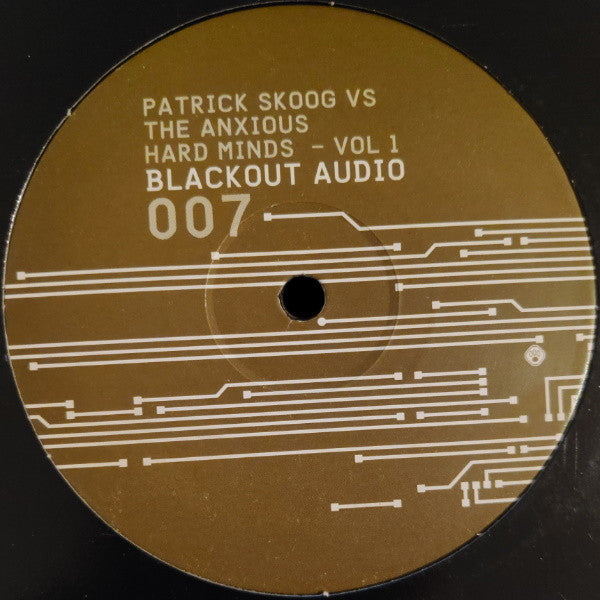 PATRICK SKOOG VS
THE ANXIOUS
HARD MINDS - VOL 1
BLACKOUT AUDIO
007